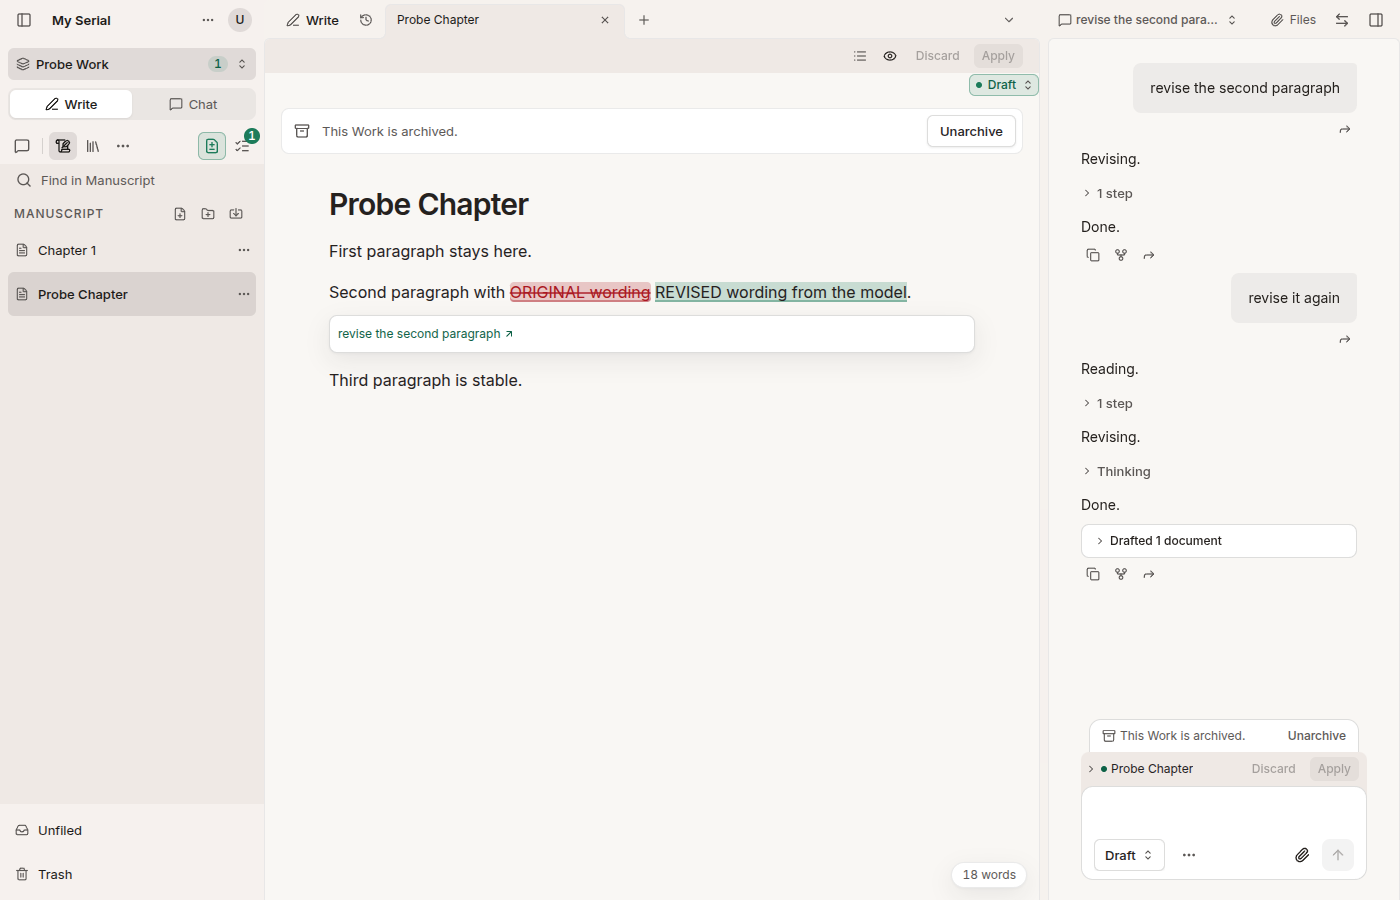 My Serial
U
Probe Work
1
Write
Chat
1
Find in Manuscript
MANUSCRIPT
Chapter 1
Probe Chapter
Unfiled
Trash
Write
Probe Chapter
Discard
Apply
Draft
This Work is archived.
Unarchive
Probe Chapter
First paragraph stays here.
Second paragraph with ORIGINAL wording REVISED wording from the model.
revise the second paragraph
Third paragraph is stable.
18 words
revise the second para...
Files
revise the second paragraph
Revising.
1 step
Done.
revise it again
Reading.
1 step
Revising.
Thinking
Done.
Drafted 1 document
This Work is archived.
Unarchive
Probe Chapter
Discard
Apply
Draft